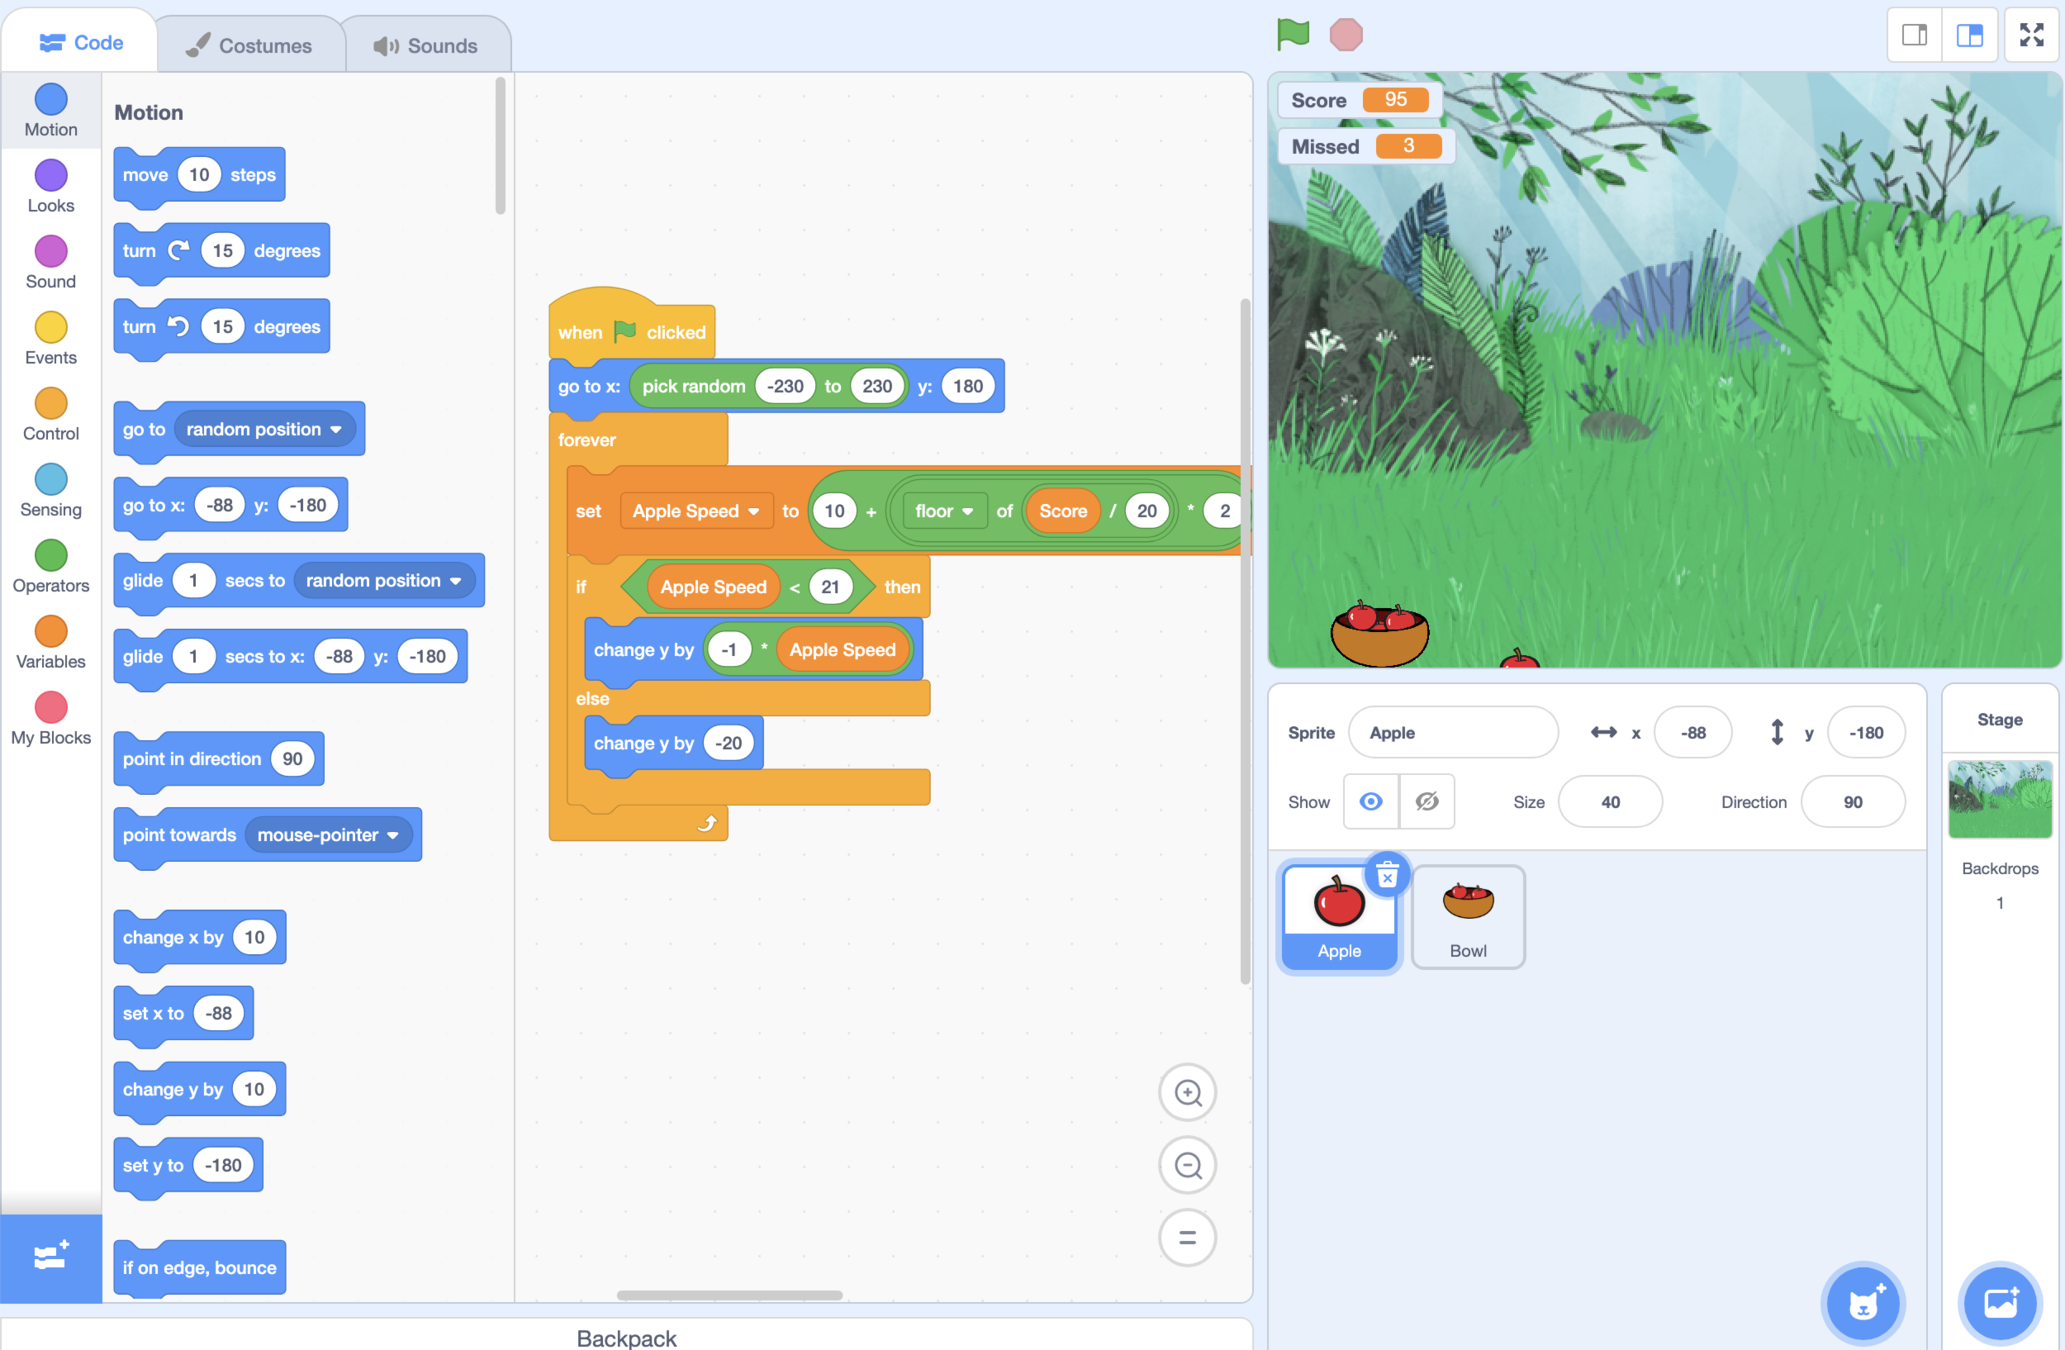 Code
Costumes
Sounds
Motion
Looks
Sound
Events
Control
Sensing
Operators
Variables
My Blocks
Motion
move 10 steps
turn 15 degrees
turn 15 degrees
go to random position
go to x: -88 y: -180
glide 1 secs to random position
glide 1 secs to x: -88 y: -180
point in direction 90
point towards mouse-pointer
change x by 10
set x to -88
change y by 10
set y to -180
if on edge, bounce
when clicked
go to x: pick random -230 to 230 y: 180
forever
set Apple Speed to 10 + floor of Score / 20 * 2
if Apple Speed < 21 then
change y by -1 * Apple Speed
else
change y by -20
Backpack
Score 95
Missed 3
Sprite Apple x -88 y -180
Show Size 40 Direction 90
Apple
Bowl
Stage
Backdrops
1